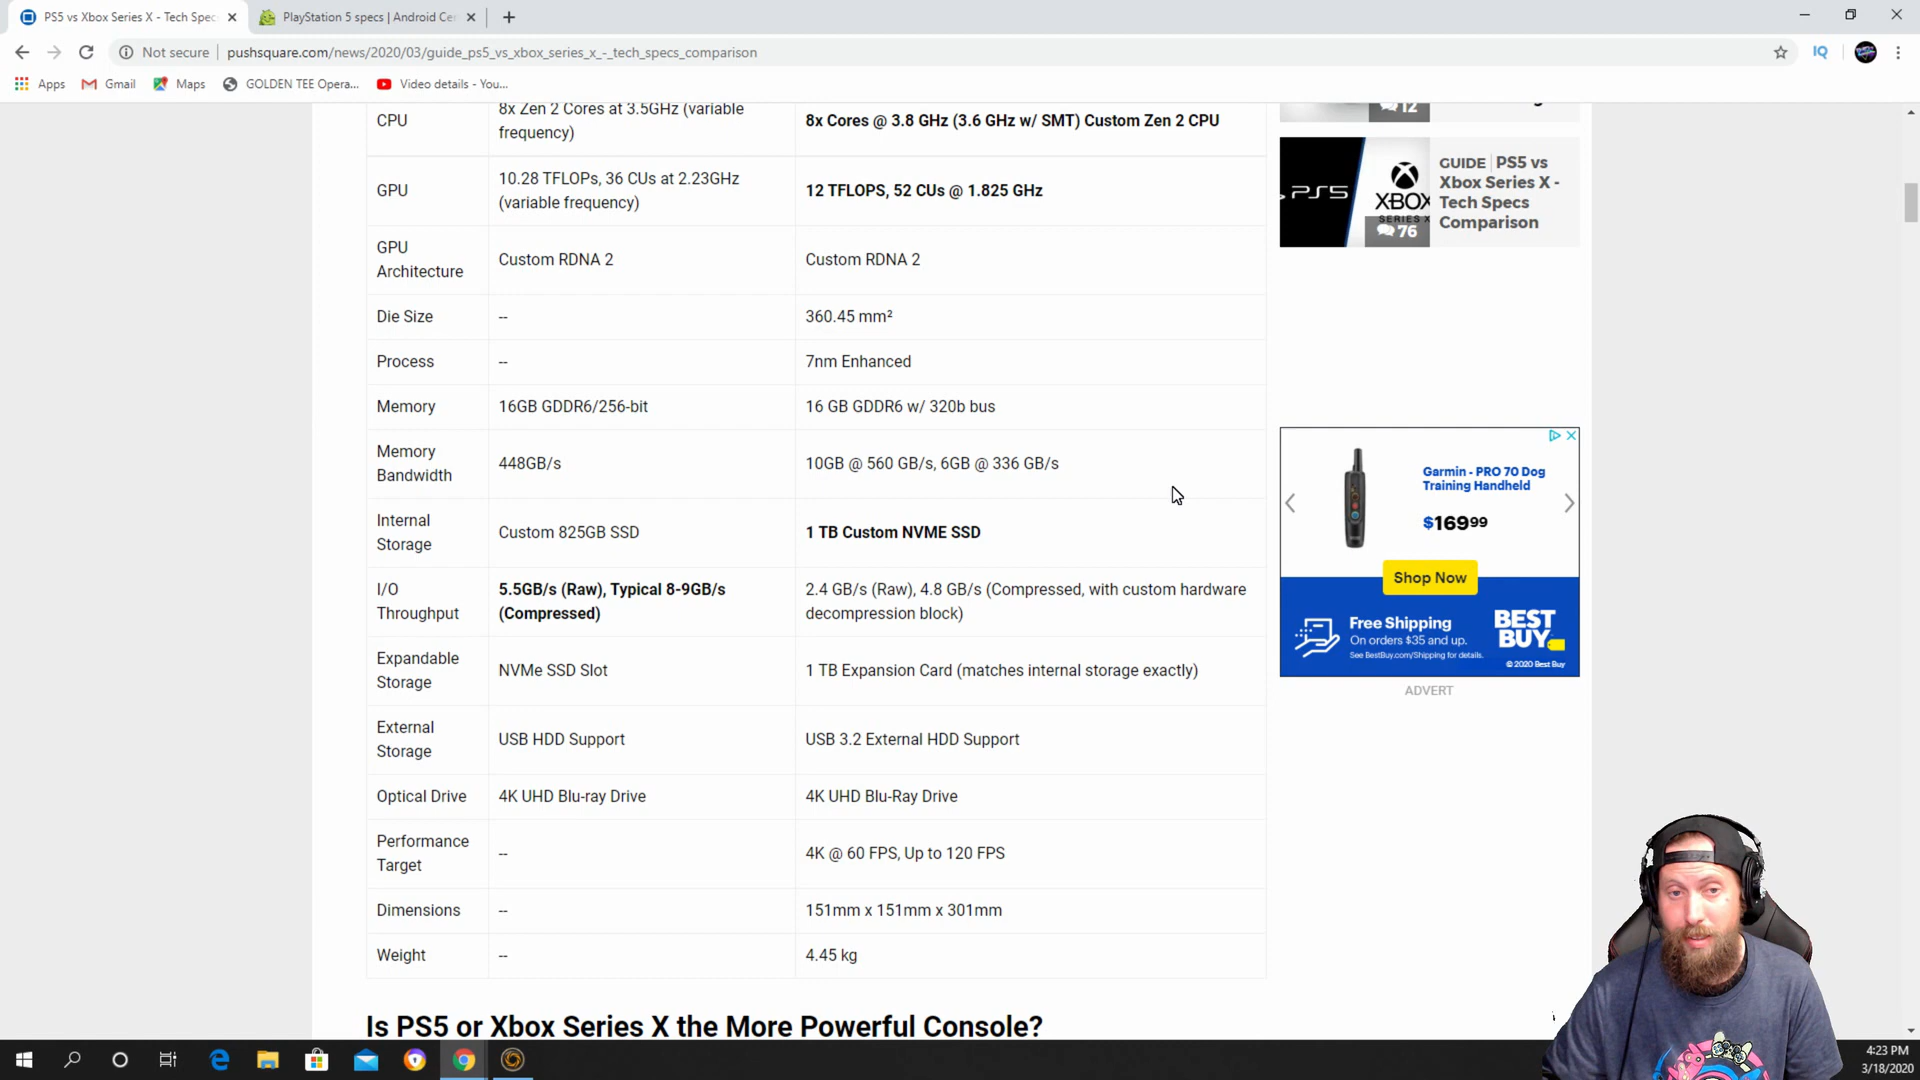 PS5 vs Xbox Series X - Tech Spec
PlayStation 5 specs | Android Ce
Not secure
pushsquare.com/news/2020/03/guide_ps5_vs_xbox_series_x_-_tech_specs_comparison
IQ
Apps
Gmail
Maps
GOLDEN TEE Opera...
Video details - You...
CPU
8x Zen 2 Cores at 3.5GHz (variable
frequency)
8x Cores @ 3.8 GHz (3.6 GHz w/ SMT) Custom Zen 2 CPU
GPU
10.28 TFLOPs, 36 CUs at 2.23GHz
(variable frequency)
12 TFLOPS, 52 CUs @ 1.825 GHz
GPU
Architecture
Custom RDNA 2
Custom RDNA 2
Die Size
--
360.45 mm²
Process
--
7nm Enhanced
Memory
16GB GDDR6/256-bit
16 GB GDDR6 w/ 320b bus
Memory
Bandwidth
448GB/s
10GB @ 560 GB/s, 6GB @ 336 GB/s
Internal
Storage
Custom 825GB SSD
1 TB Custom NVME SSD
I/O
Throughput
5.5GB/s (Raw), Typical 8-9GB/s
(Compressed)
2.4 GB/s (Raw), 4.8 GB/s (Compressed, with custom hardware
decompression block)
Expandable
Storage
NVMe SSD Slot
1 TB Expansion Card (matches internal storage exactly)
External
Storage
USB HDD Support
USB 3.2 External HDD Support
Optical Drive
4K UHD Blu-ray Drive
4K UHD Blu-Ray Drive
Performance
Target
--
4K @ 60 FPS, Up to 120 FPS
Dimensions
--
151mm x 151mm x 301mm
Weight
--
4.45 kg
Is PS5 or Xbox Series X the More Powerful Console?
12
PS5
XBOX
SERIES X
76
GUIDE | PS5 vs
Xbox Series X -
Tech Specs
Comparison
Garmin - PRO 70 Dog
Training Handheld
$169⁹⁹
Shop Now
Free Shipping
On orders $35 and up.
See BestBuy.com/Shipping for details.
BEST
BUY
© 2020 Best Buy
ADVERT
4:23 PM
3/18/2020